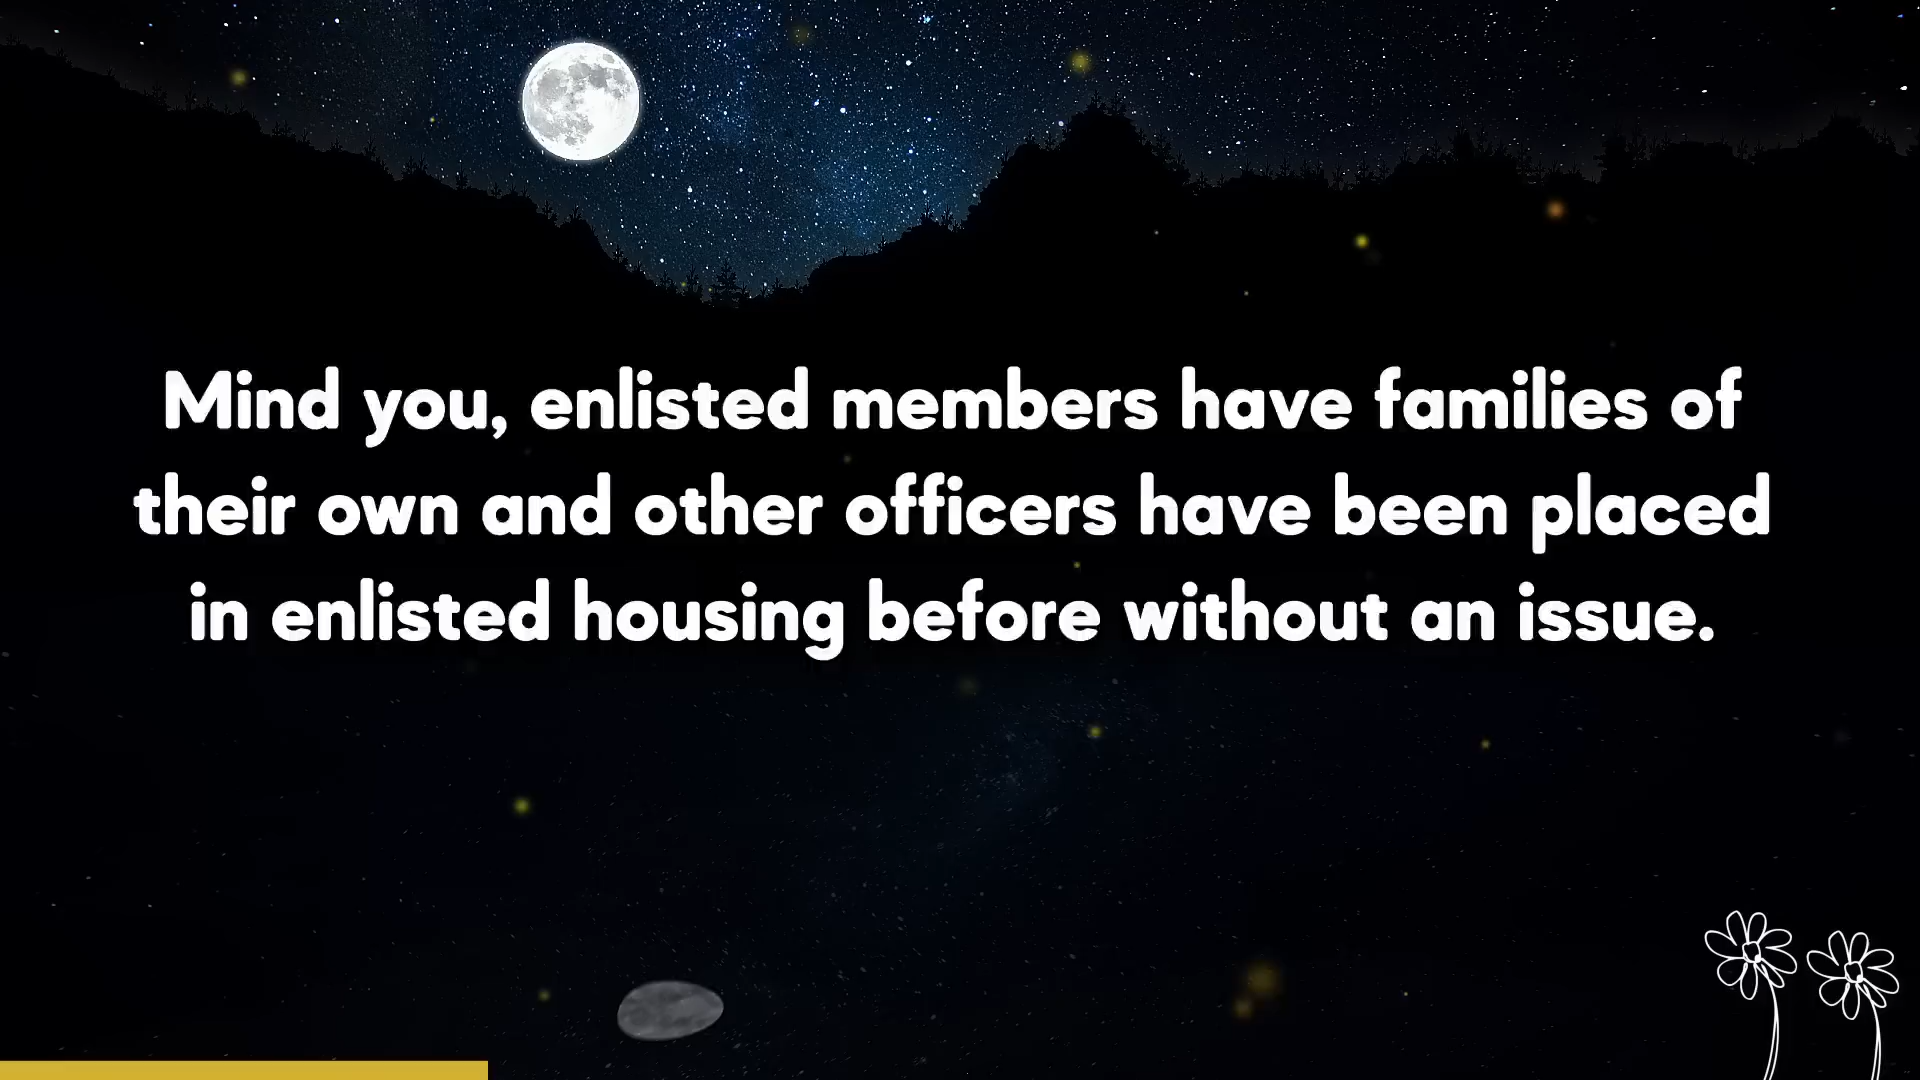 Mind you, enlisted members have families of
their own and other officers have been placed
in enlisted housing before without an issue.